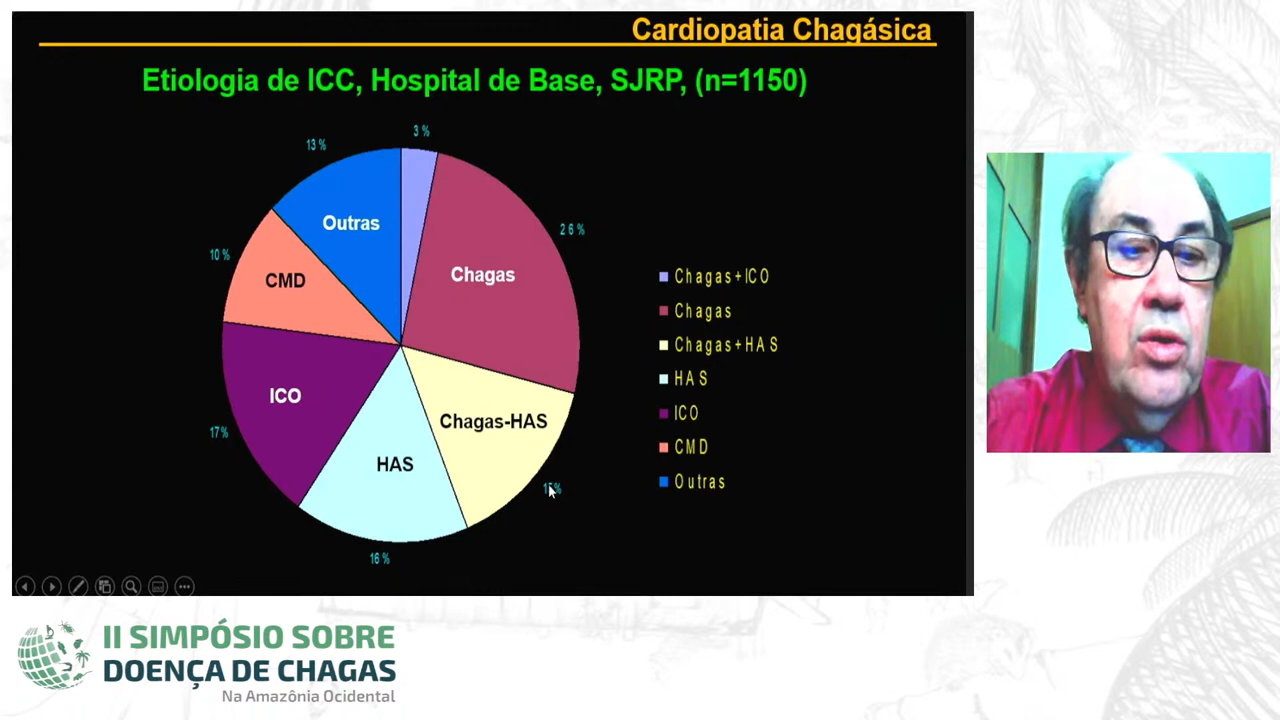 Cardiopatia Chagásica
Etiologia de ICC, Hospital de Base, SJRP, (n=1150)
3 %
13 %
26 %
10 %
17 %
16 %
Outras
Chagas
CMD
ICO
Chagas-HAS
HAS
Chagas+ICO
Chagas
Chagas+HAS
HAS
ICO
CMD
Outras
II SIMPÓSIO SOBRE
DOENÇA DE CHAGAS
Na Amazônia Ocidental